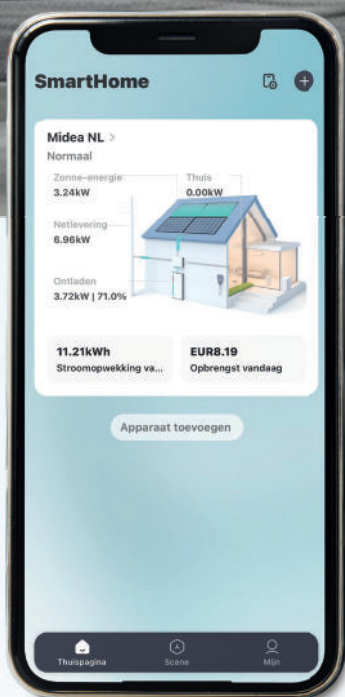 SmartHome
Midea NL >
Normaal
Zonne-energie
3.24kW
Thuis
0.00kW
Netlevering
6.96kW
Ontladen
3.72kW | 71.0%
11.21kWh
Stroomopwekking va...
EUR8.19
Opbrengst vandaag
Apparaat toevoegen
Thuispagina
Scene
Mijn